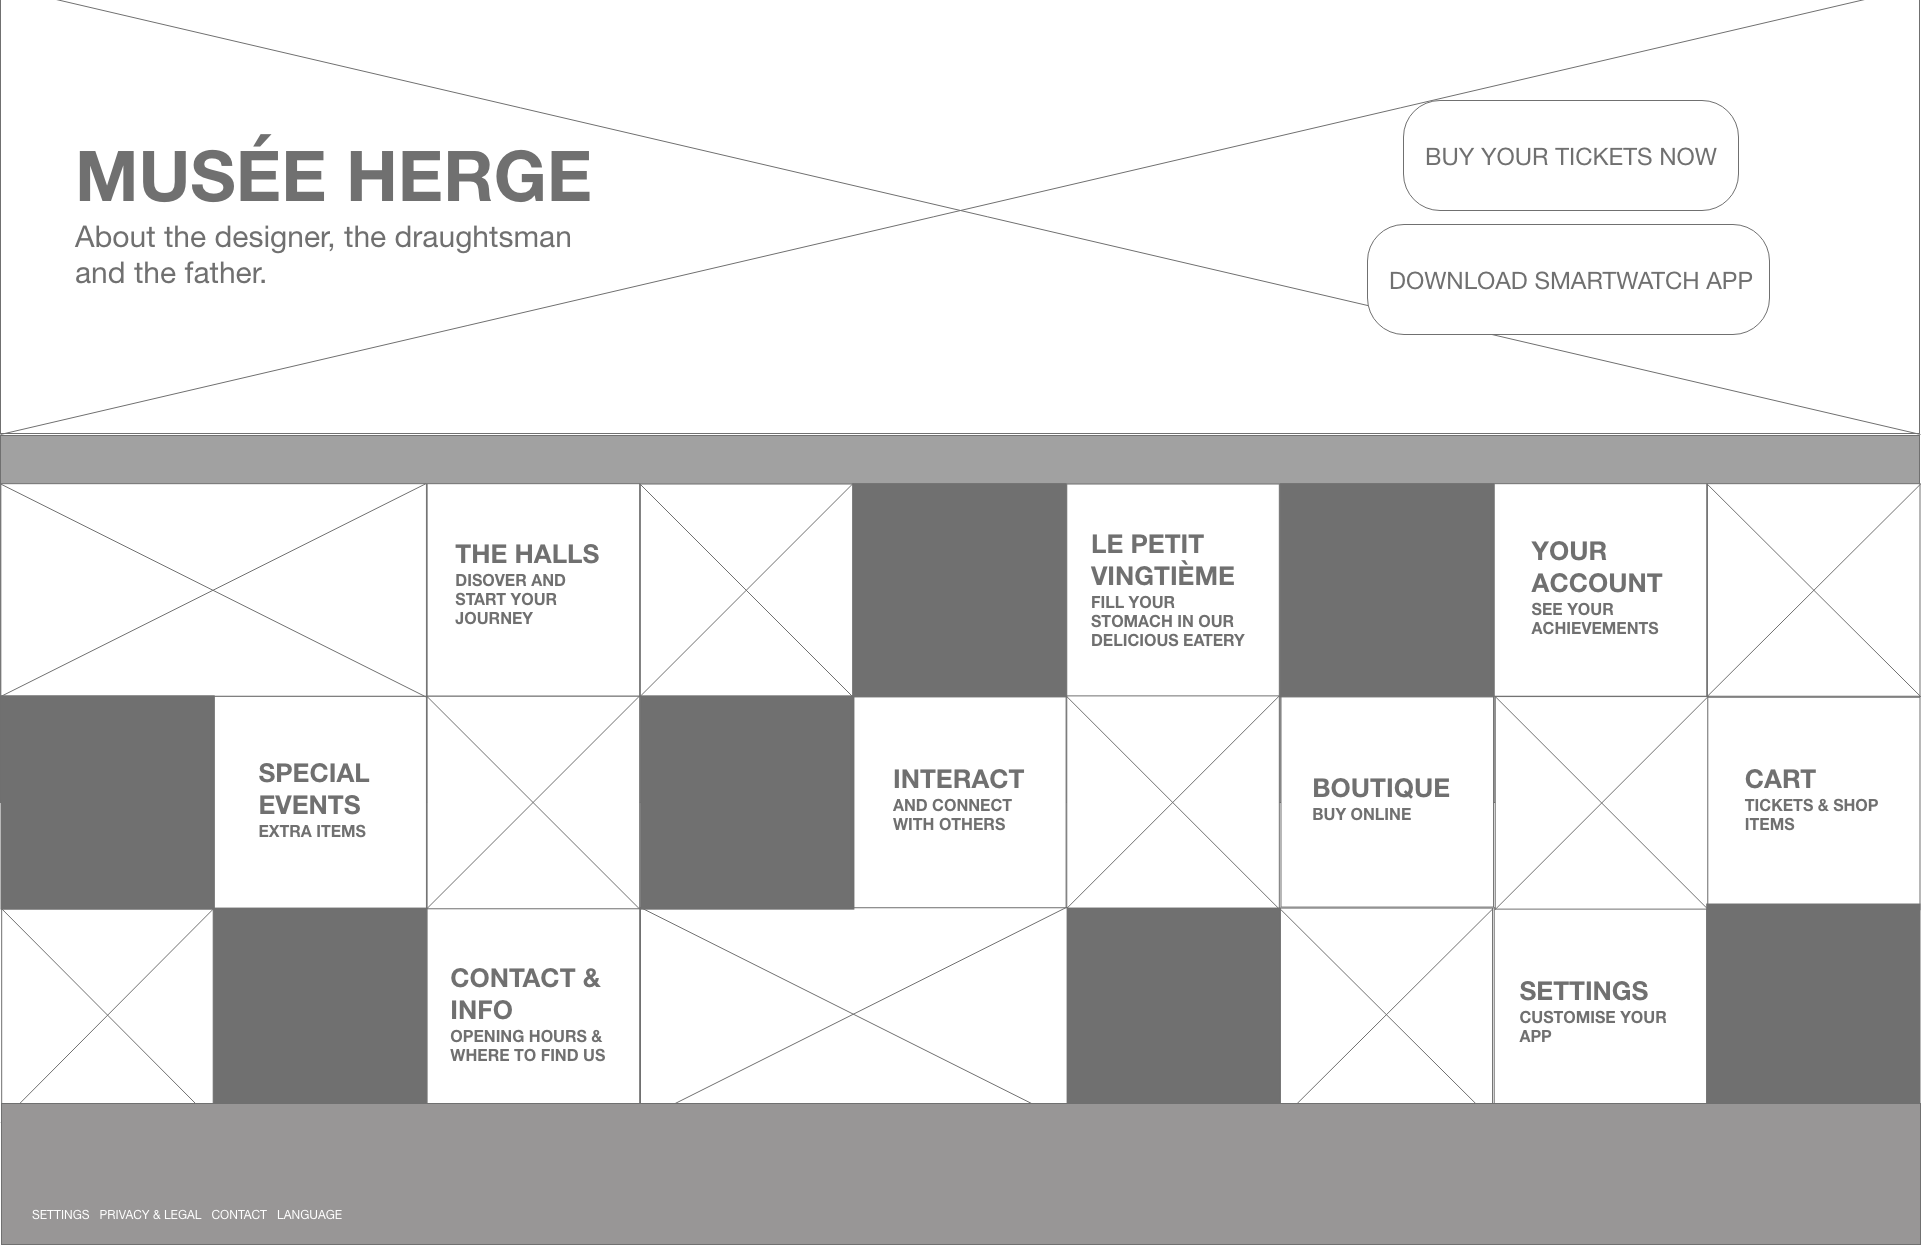 MUSÉE HERGE
About the designer, the draughtsman
and the father.
BUY YOUR TICKETS NOW
DOWNLOAD SMARTWATCH APP
THE HALLS
DISOVER AND
START YOUR
JOURNEY
LE PETIT
VINGTIÈME
FILL YOUR
STOMACH IN OUR
DELICIOUS EATERY
YOUR
ACCOUNT
SEE YOUR
ACHIEVEMENTS
SPECIAL
EVENTS
EXTRA ITEMS
INTERACT
AND CONNECT
WITH OTHERS
BOUTIQUE
BUY ONLINE
CART
TICKETS & SHOP
ITEMS
CONTACT &
INFO
OPENING HOURS &
WHERE TO FIND US
SETTINGS
CUSTOMISE YOUR
APP
SETTINGS PRIVACY & LEGAL CONTACT LANGUAGE